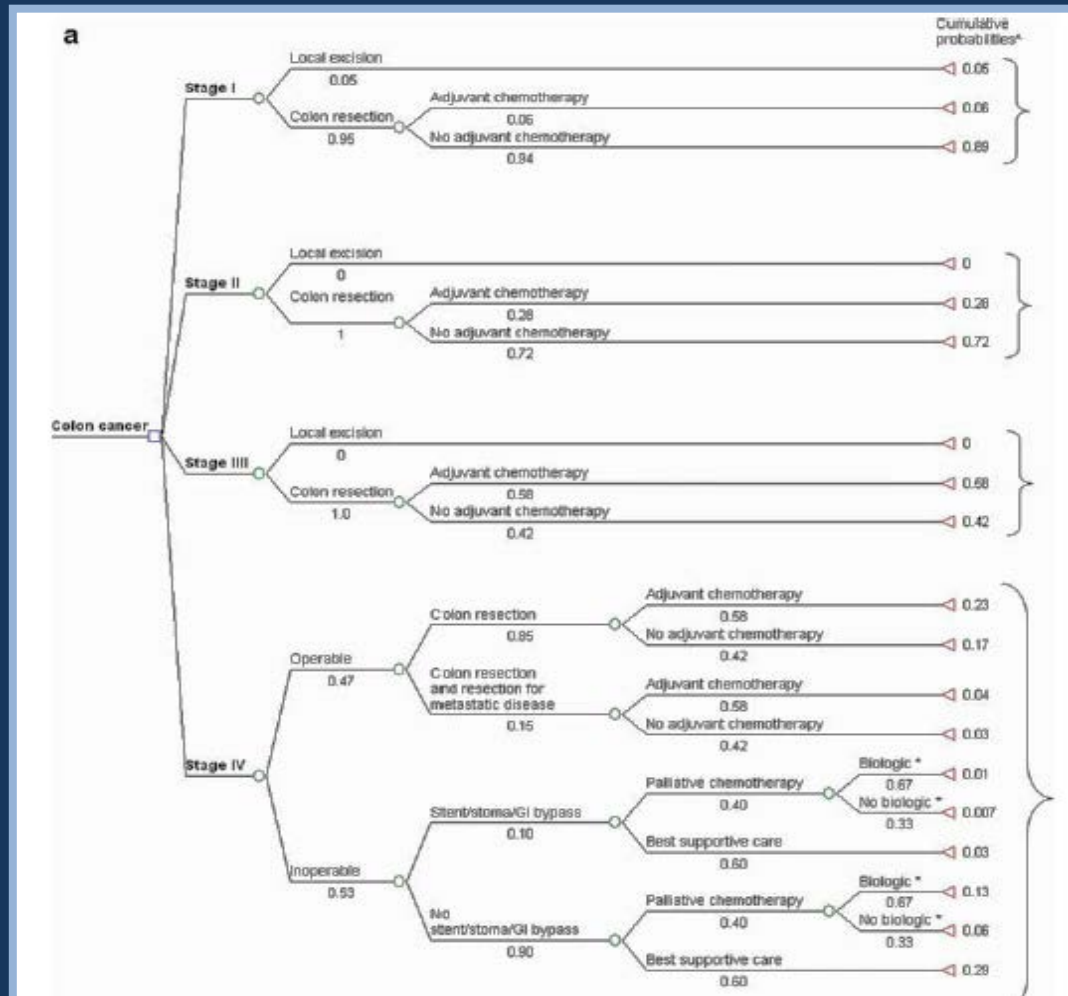 a
Cumulative
probabilities^
Local excision
0.05
0.05
Stage I
Adjuvant chemotherapy
0.06
0.06
Colon resection
0.95
No adjuvant chemotherapy
0.94
0.89
Local excision
0
0
Stage II
Colon resection
1
Adjuvant chemotherapy
0.28
0.28
No adjuvant chemotherapy
0.72
0.72
Colon cancer
Local excision
0
0
Stage IIII
Adjuvant chemotherapy
0.58
0.58
Colon resection
1.0
No adjuvant chemotherapy
0.42
0.42
Adjuvant chemotherapy
0.58
0.23
Colon resection
0.85
No adjuvant chemotherapy
0.42
0.17
Operable
0.47
Colon resection
and resection for
metastatic disease
0.15
Adjuvant chemotherapy
0.58
0.04
No adjuvant chemotherapy
0.42
0.03
Stage IV
Biologic *
0.67
0.01
Palliative chemotherapy
0.40
No biologic *
0.33
0.007
Stent/stoma/GI bypass
0.10
Best supportive care
0.60
0.03
Inoperable
0.53
Biologic *
0.67
0.13
Palliative chemotherapy
0.40
No biologic *
0.33
0.06
No
stent/stoma/GI bypass
0.90
Best supportive care
0.60
0.29